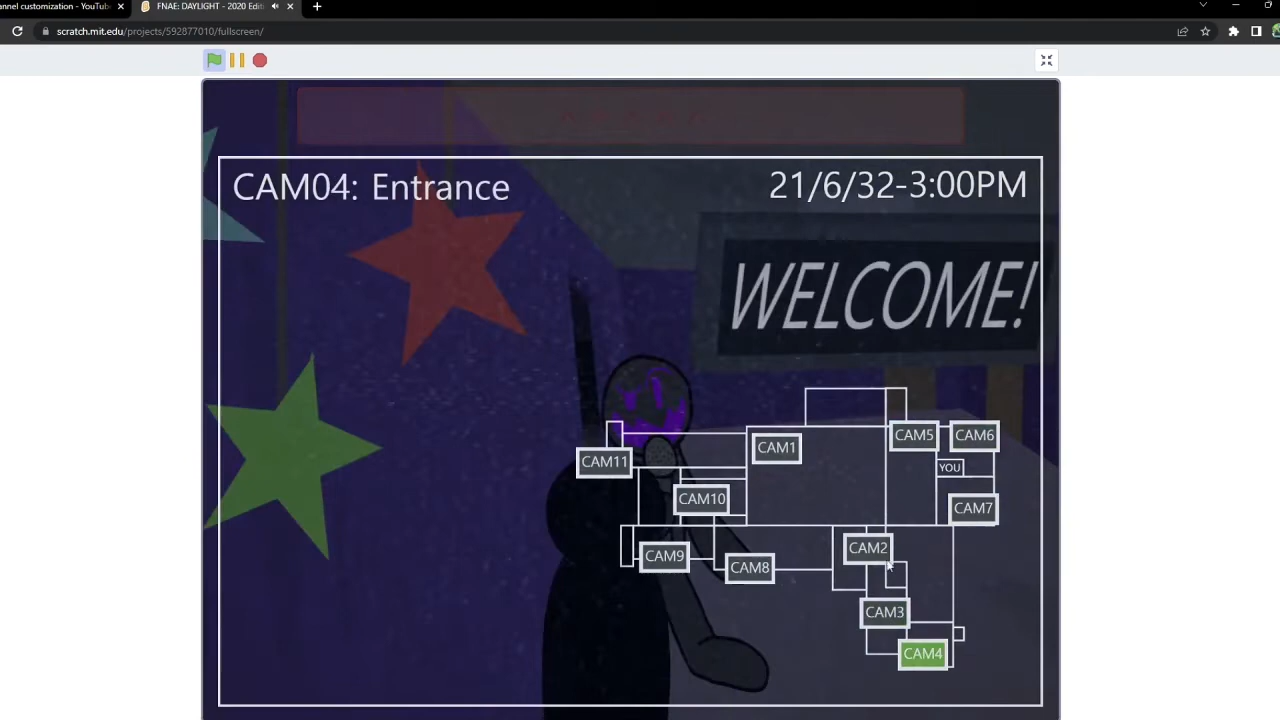 annel customization - YouTube
FNAE: DAYLIGHT - 2020 Editi
scratch.mit.edu/projects/592877010/fullscreen/
CAM04: Entrance
21/6/32-3:00PM
WELCOME!
CAM5
CAM6
CAM1
CAM11
YOU
CAM10
CAM7
CAM2
CAM9
CAM8
CAM3
CAM4